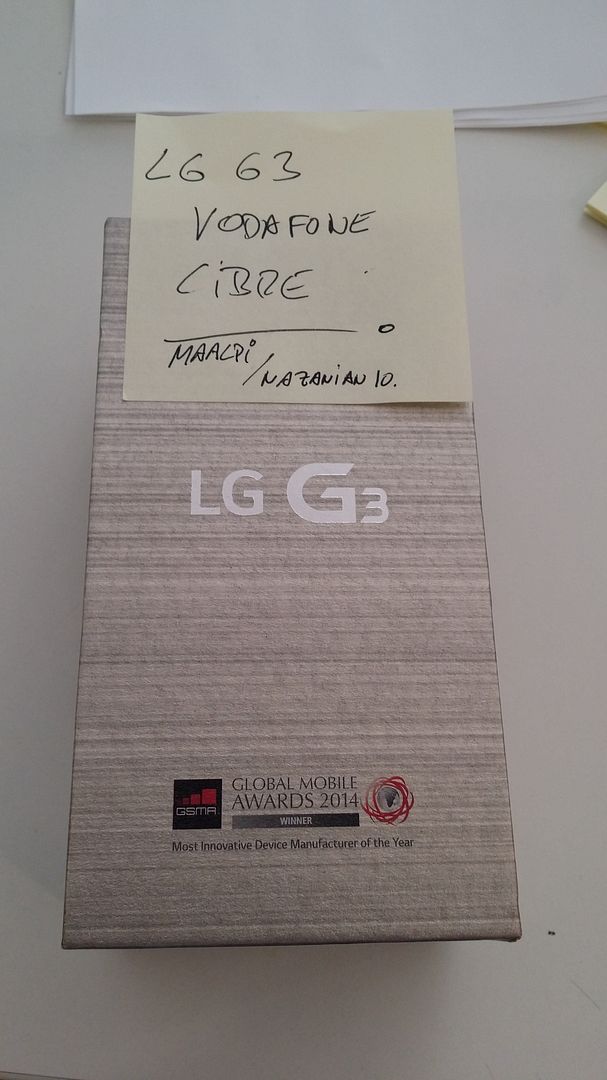 LG G3
VODAFONE
LiBRE
MAALPi
/NAZANIAN10.
LG G3
GSMA
GLOBAL MOBILE
AWARDS 2014
WINNER
Most Innovative Device Manufacturer of the Year